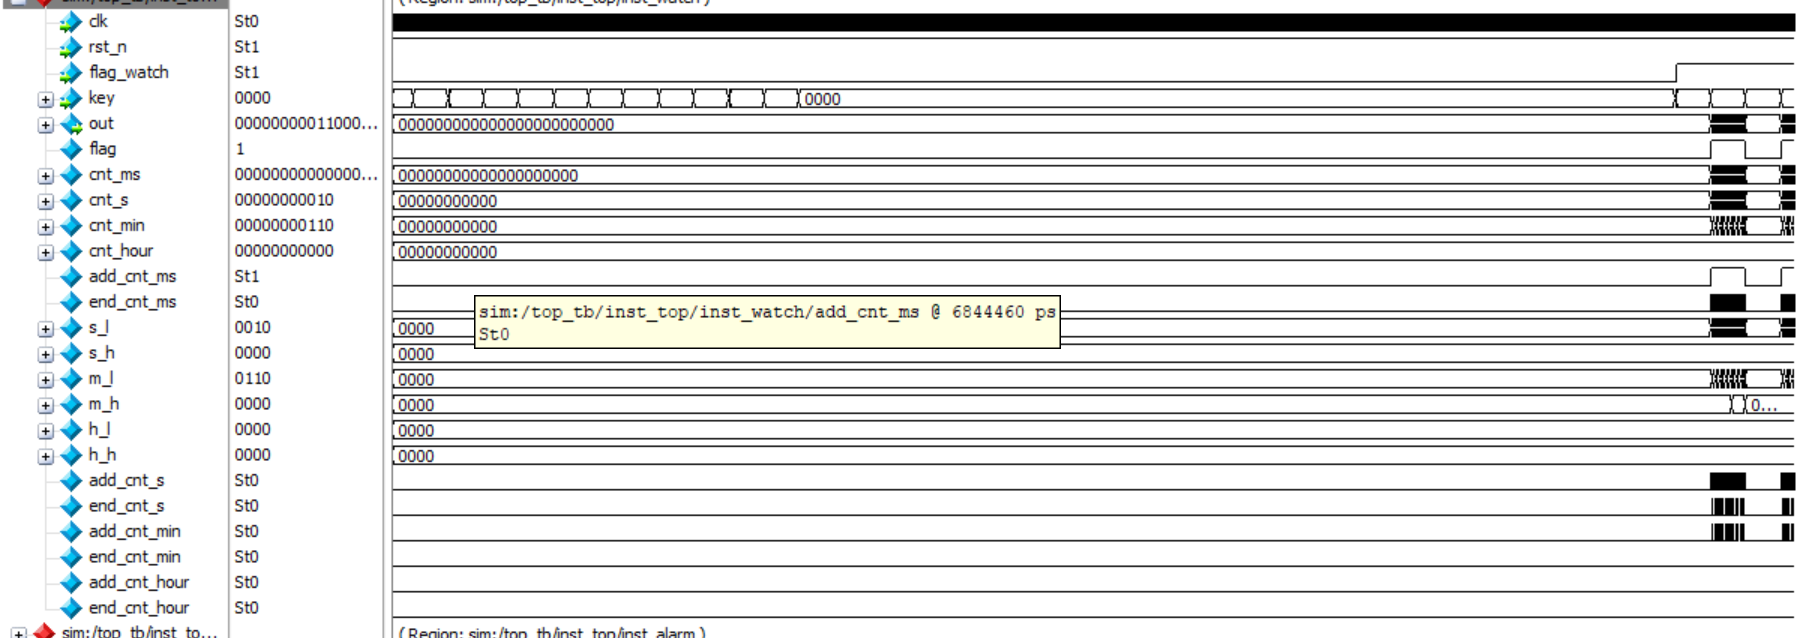 sim:/top_tb/inst_to... (Region: sim:/top_tb/inst_top/inst_watch)
clk St0
rst_n St1
flag_watch St1
key 0000 0000
out 00000000011000... 000000000000000000000000
flag 1
cnt_ms 00000000000000... 00000000000000000000
cnt_s 00000000010 00000000000
cnt_min 00000000110 00000000000
cnt_hour 00000000000 00000000000
add_cnt_ms St1
end_cnt_ms St0
sim:/top_tb/inst_top/inst_watch/add_cnt_ms @ 6844460 ps
St0
s_l 0010 0000
s_h 0000 0000
m_l 0110 0000
m_h 0000 0000 0...
h_l 0000 0000
h_h 0000 0000
add_cnt_s St0
end_cnt_s St0
add_cnt_min St0
end_cnt_min St0
add_cnt_hour St0
end_cnt_hour St0
sim:/top_tb/inst_to... (Region: sim:/top_tb/inst_top/inst_alarm)